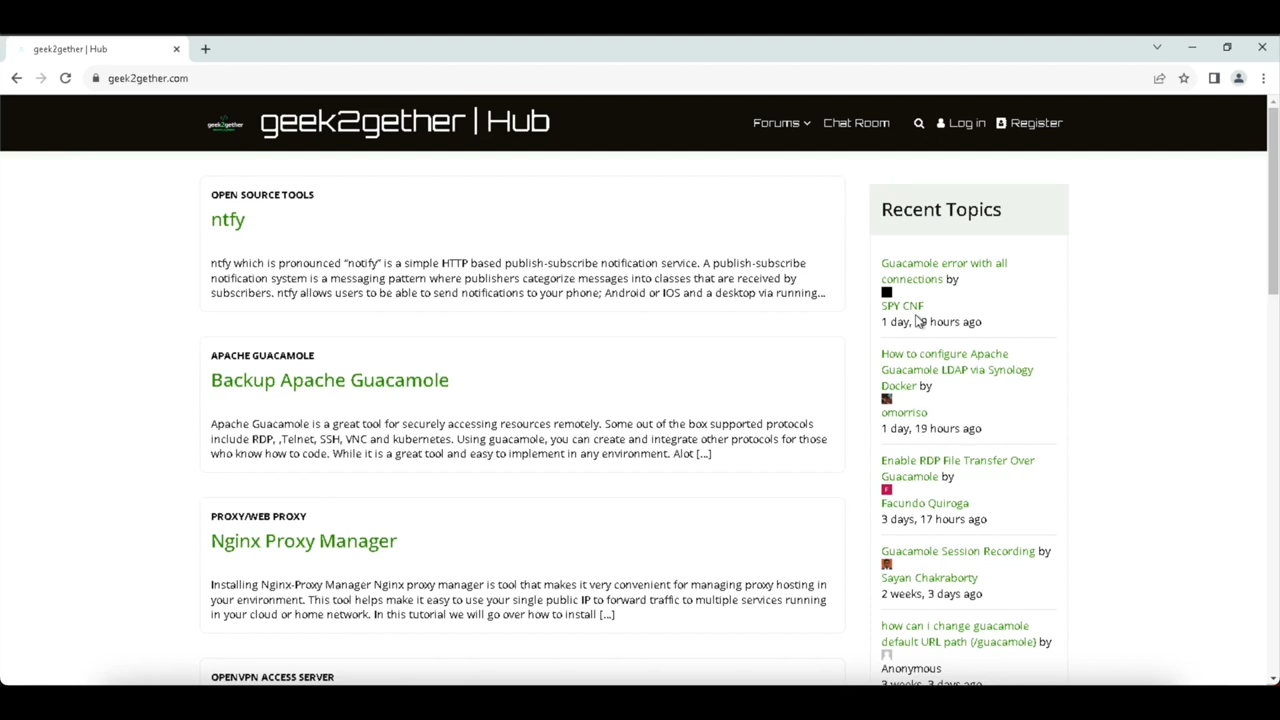 geek2gether | Hub
geek2gether.com
geek2gether
geek2gether | Hub
Forums
Chat Room
Log in
Register
OPEN SOURCE TOOLS
ntfy
ntfy which is pronounced “notify” is a simple HTTP based publish-subscribe notification service. A publish-subscribe
notification system is a messaging pattern where publishers categorize messages into classes that are received by
subscribers. ntfy allows users to be able to send notifications to your phone; Android or IOS and a desktop via running...
APACHE GUACAMOLE
Backup Apache Guacamole
Apache Guacamole is a great tool for securely accessing resources remotely. Some out of the box supported protocols
include RDP, ,Telnet, SSH, VNC and kubernetes. Using guacamole, you can create and integrate other protocols for those
who know how to code. While it is a great tool and easy to implement in any environment. Alot [...]
PROXY/WEB PROXY
Nginx Proxy Manager
Installing Nginx-Proxy Manager Nginx proxy manager is tool that makes it very convenient for managing proxy hosting in
your environment. This tool helps make it easy to use your single public IP to forward traffic to multiple services running
in your cloud or home network. In this tutorial we will go over how to install [...]
OPENVPN ACCESS SERVER
Recent Topics
Guacamole error with all
connections by
SPY CNF
1 day, hours ago
How to configure Apache
Guacamole LDAP via Synology
Docker by
omorriso
1 day, 19 hours ago
Enable RDP File Transfer Over
Guacamole by
F
Facundo Quiroga
3 days, 17 hours ago
Guacamole Session Recording by
Sayan Chakraborty
2 weeks, 3 days ago
how can i change guacamole
default URL path (/guacamole) by
Anonymous
3 weeks, 3 days ago